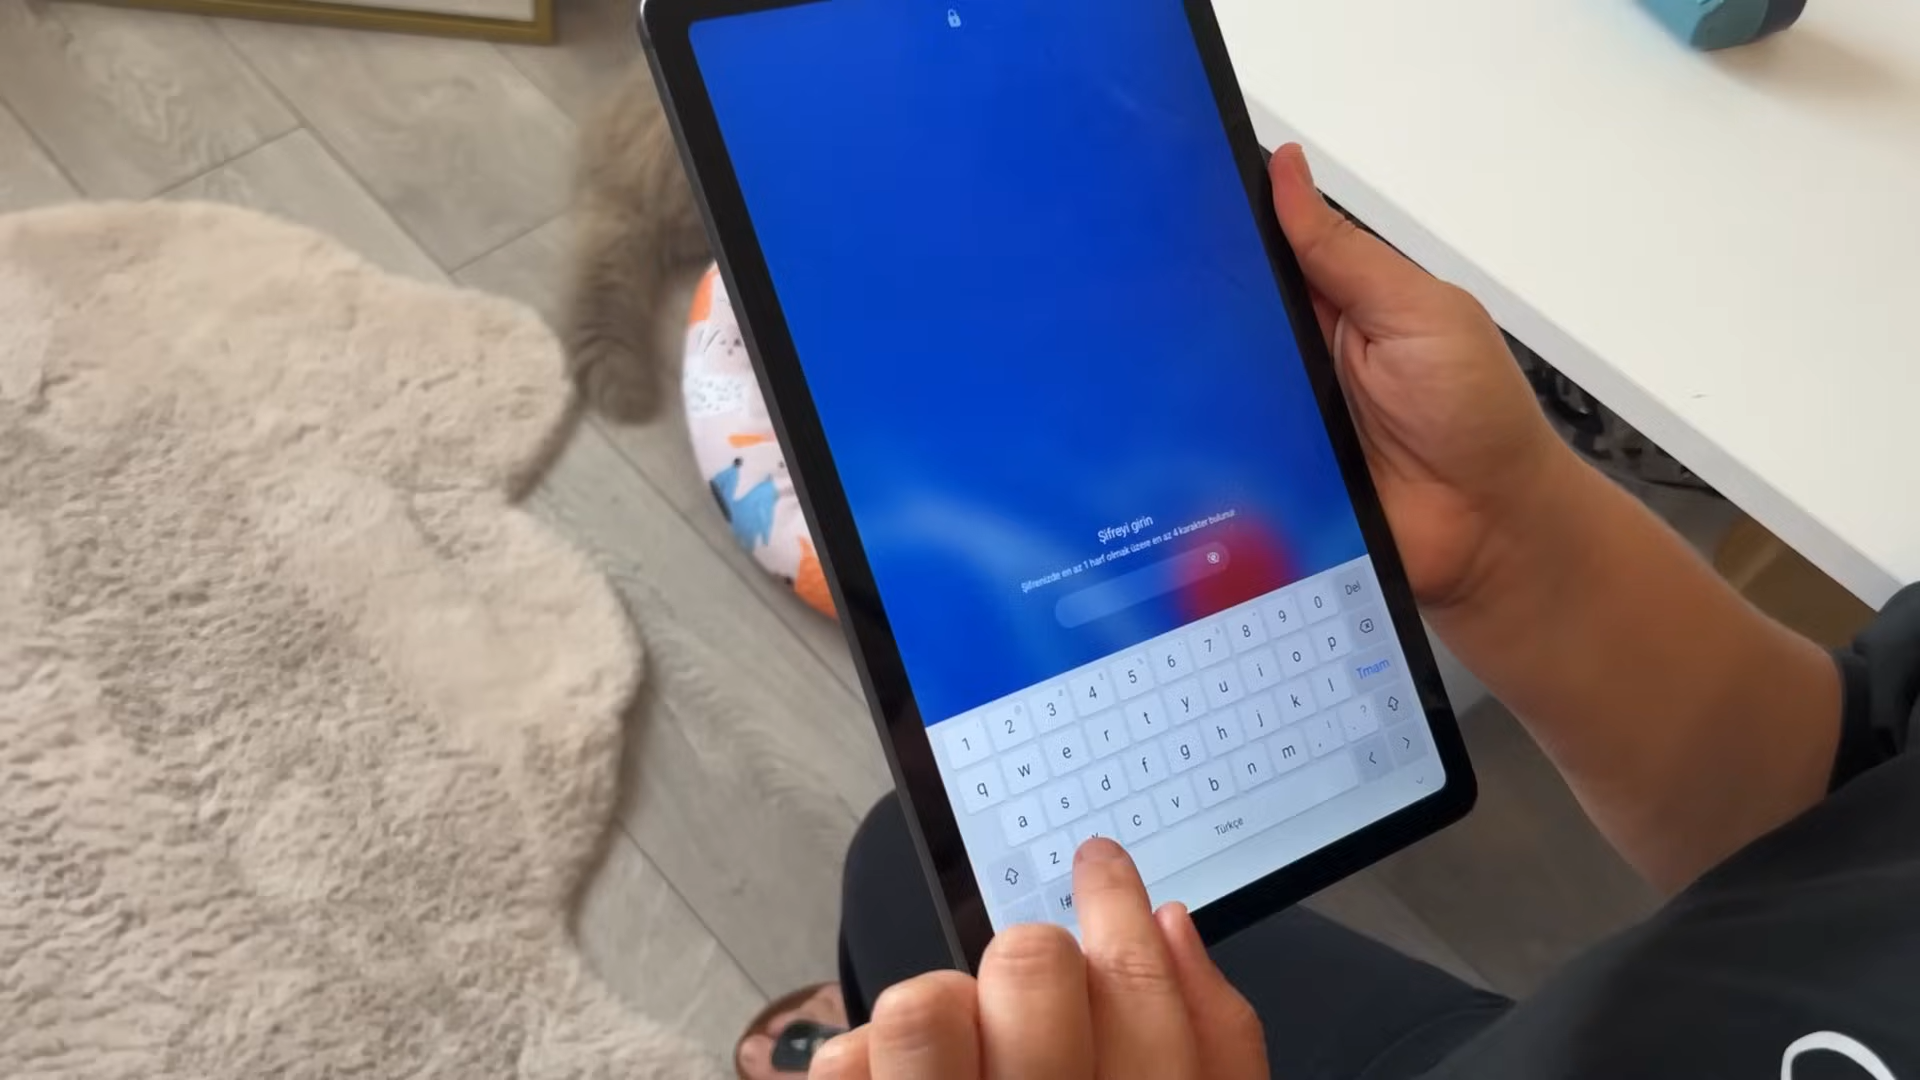 Şifreyi girin
Şifrenizde en az 1 harf olmak üzere en az 4 karakter bulunur
1 2 3 4 5 6 7 8 9 0 Del
q w e r t y u i o p
a s d f g h j k l Tmam
z c v b n m , ! . ?
!# Türkçe < >